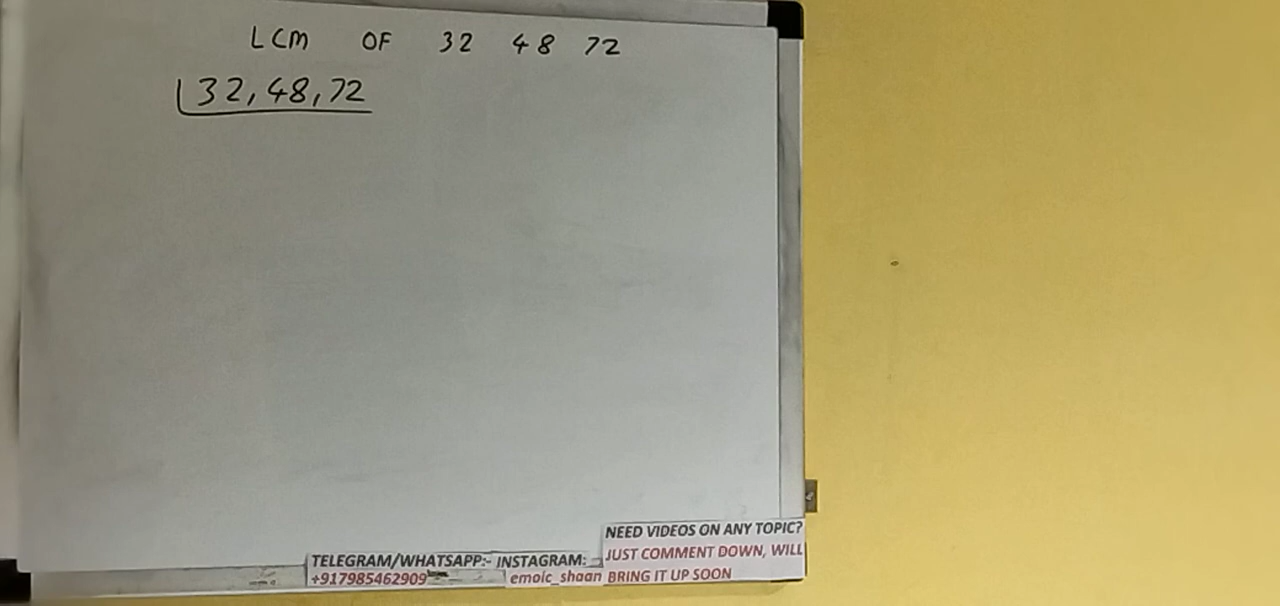 LCM OF 32 48 72
32, 48, 72
NEED VIDEOS ON ANY TOPIC?
JUST COMMENT DOWN, WILL
BRING IT UP SOON
TELEGRAM/WHATSAPP:- INSTAGRAM:
+917985462909 emoic_shaan